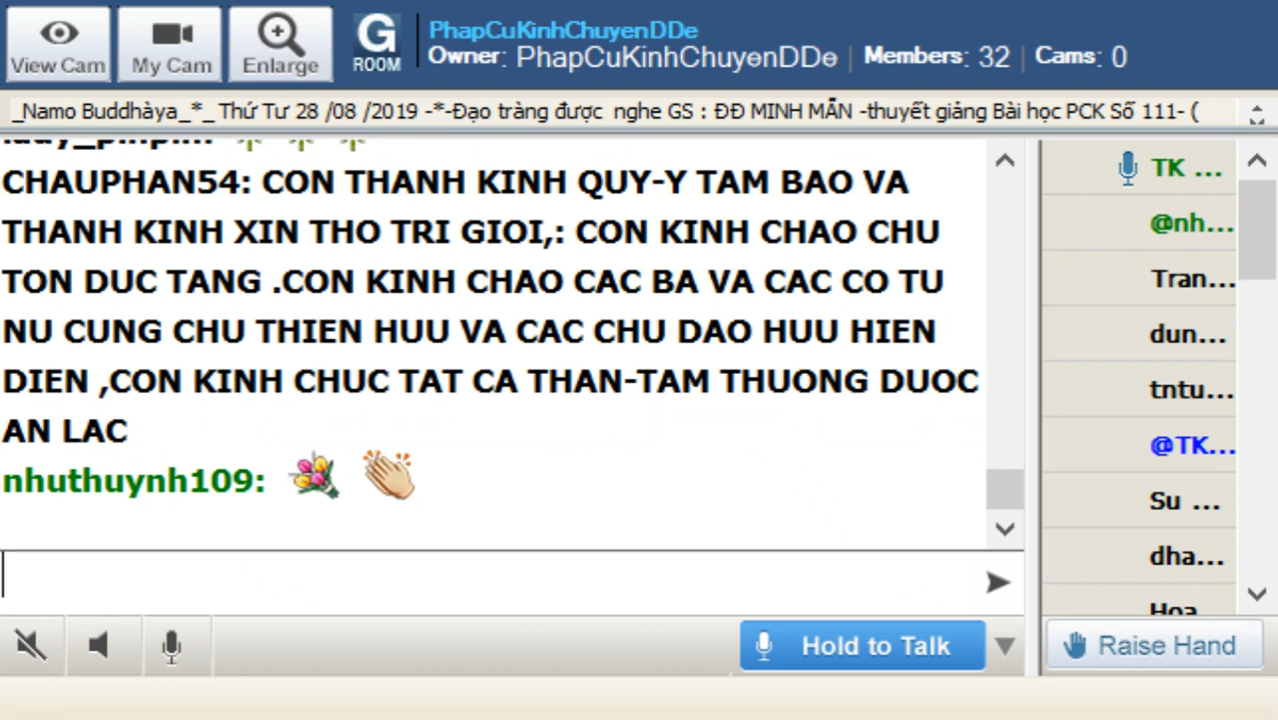 PhapCuKinhChuyenDDe
Owner: PhapCuKinhChuyenDDe | Members: 32 | Cams: 0
View Cam
My Cam
Enlarge
G
ROOM
_Namo Buddhàya_*_ Thứ Tư 28 /08 /2019 -*-Đạo tràng được nghe GS : ĐĐ MINH MẪN -thuyết giảng Bài học PCK Số 111- (
CHAUPHAN54: CON THANH KINH QUY-Y TAM BAO VA
THANH KINH XIN THO TRI GIOI,: CON KINH CHAO CHU
TON DUC TANG .CON KINH CHAO CAC BA VA CAC CO TU
NU CUNG CHU THIEN HUU VA CAC CHU DAO HUU HIEN
DIEN ,CON KINH CHUC TAT CA THAN-TAM THUONG DUOC
AN LAC
nhuthuynh109:
TK ...
@nh...
Tran...
dun...
tntu...
@TK...
Su ...
dha...
Hoa
Hold to Talk
Raise Hand